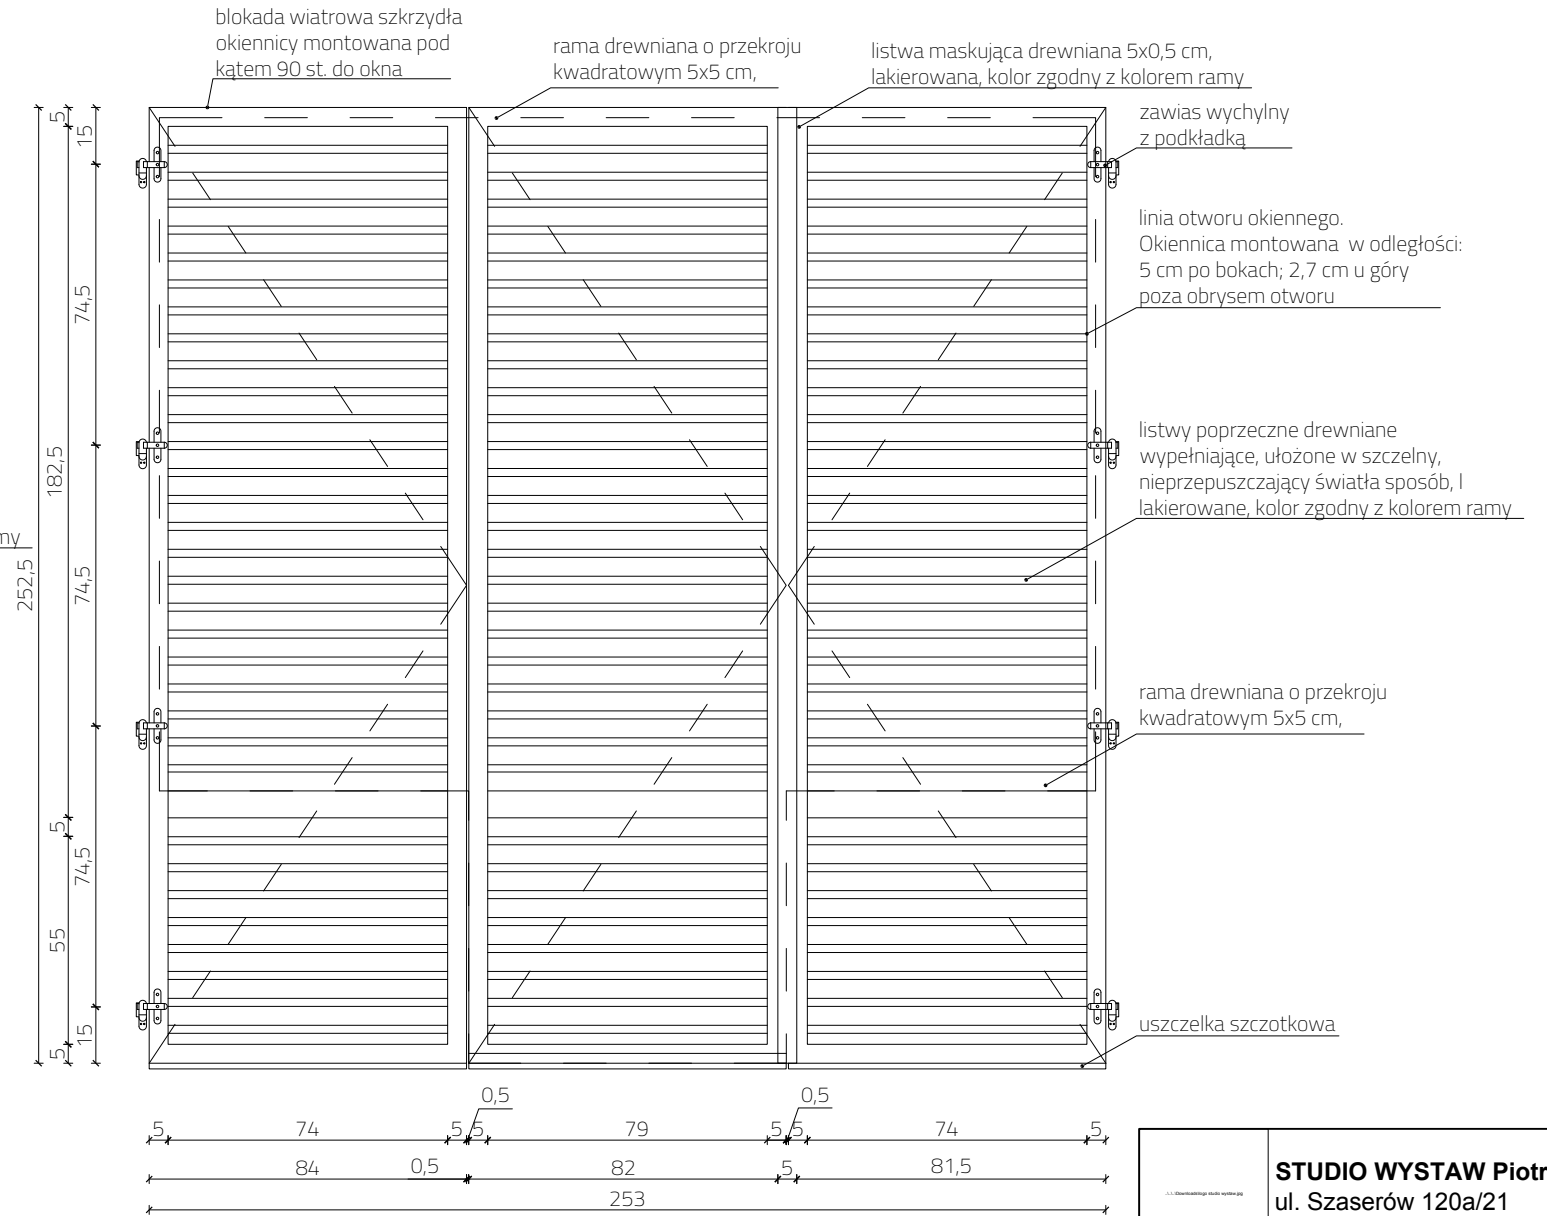 blokada wiatrowa szkrzydła
okiennicy montowana pod
kątem 90 st. do okna
rama drewniana o przekroju
kwadratowym 5x5 cm,
listwa maskująca drewniana 5x0,5 cm,
lakierowana, kolor zgodny z kolorem ramy
zawias wychylny
z podkładką
linia otworu okiennego.
Okiennica montowana w odległości:
5 cm po bokach; 2,7 cm u góry
poza obrysem otworu
listwy poprzeczne drewniane
wypełniające, ułożone w szczelny,
nieprzepuszczający światła sposób, l
lakierowane, kolor zgodny z kolorem ramy
rama drewniana o przekroju
kwadratowym 5x5 cm,
uszczelka szczotkowa
my
252,5
5
182,5
5
55
5
15
74,5
74,5
74,5
15
0,5
0,5
5
74
5
5
79
5
5
74
5
84
0,5
82
5
81,5
253
STUDIO WYSTAW Piotr
ul. Szaserów 120a/21